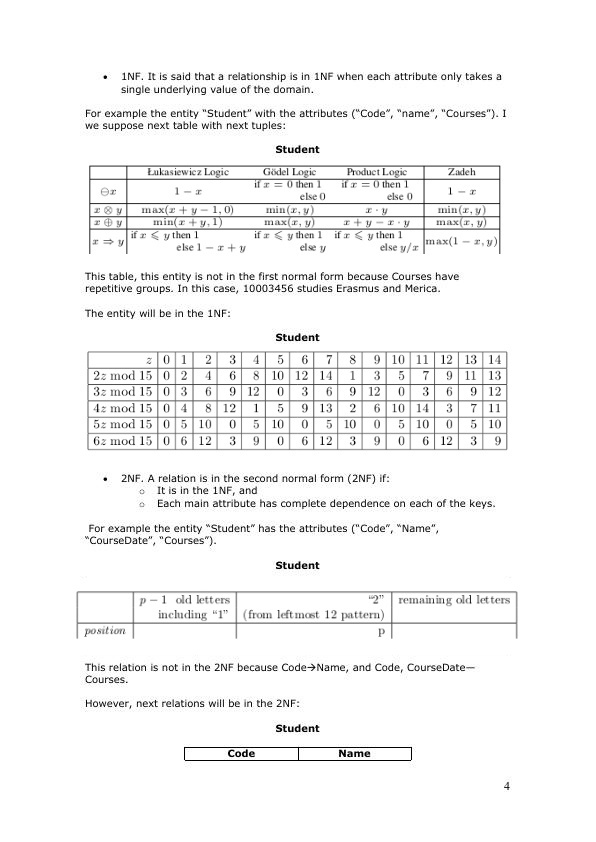 • 1NF. It is said that a relationship is in 1NF when each attribute only takes a
single underlying value of the domain.
For example the entity “Student” with the attributes (“Code”, “name”, “Courses”). I
we suppose next table with next tuples:
Student
Łukasiewicz Logic Gödel Logic Product Logic Zadeh
⊖x 1 − x if x = 0 then 1 else 0 if x = 0 then 1 else 0 1 − x
x ⊗ y max(x + y − 1, 0) min(x, y) x · y min(x, y)
x ⊕ y min(x + y, 1) max(x, y) x + y − x · y max(x, y)
x ⇒ y if x ⩽ y then 1 else 1 − x + y if x ⩽ y then 1 else y if x ⩽ y then 1 else y/x max(1 − x, y)
This table, this entity is not in the first normal form because Courses have
repetitive groups. In this case, 10003456 studies Erasmus and Merica.
The entity will be in the 1NF:
Student
z 0 1 2 3 4 5 6 7 8 9 10 11 12 13 14
2z mod 15 0 2 4 6 8 10 12 14 1 3 5 7 9 11 13
3z mod 15 0 3 6 9 12 0 3 6 9 12 0 3 6 9 12
4z mod 15 0 4 8 12 1 5 9 13 2 6 10 14 3 7 11
5z mod 15 0 5 10 0 5 10 0 5 10 0 5 10 0 5 10
6z mod 15 0 6 12 3 9 0 6 12 3 9 0 6 12 3 9
• 2NF. A relation is in the second normal form (2NF) if:
o It is in the 1NF, and
o Each main attribute has complete dependence on each of the keys.
For example the entity “Student” has the attributes (“Code”, “Name”,
“CourseDate”, “Courses”).
Student
p − 1 old letters “2” remaining old letters
including “1” (from leftmost 12 pattern)
position p
This relation is not in the 2NF because Code→Name, and Code, CourseDate—
Courses.
However, next relations will be in the 2NF:
Student
Code Name
4